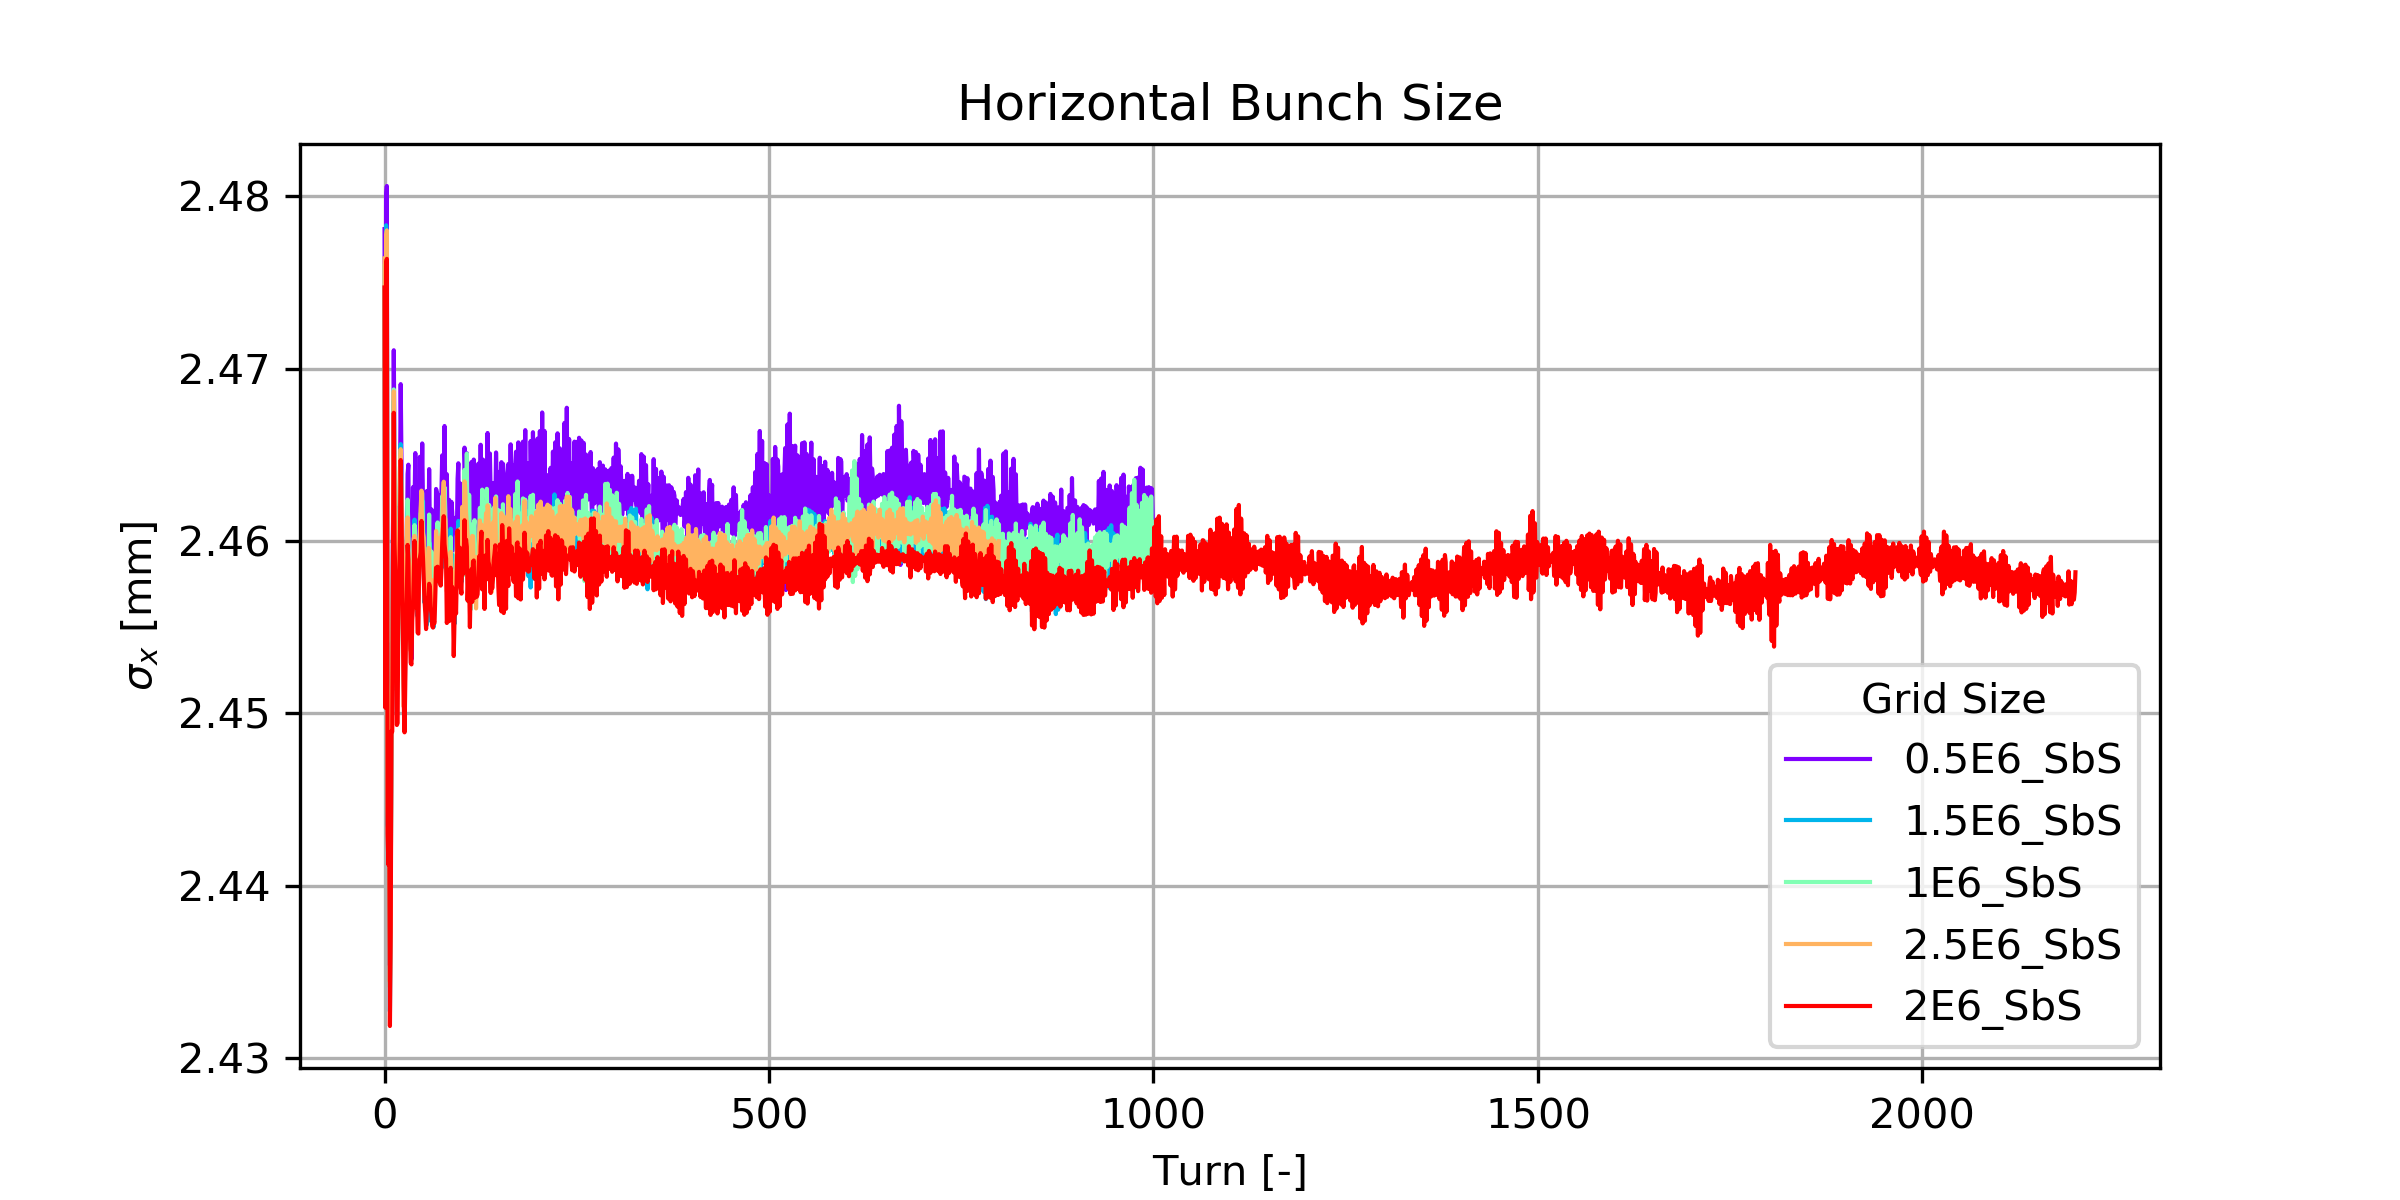 Horizontal Bunch Size
2.48
2.47
2.46
2.45
2.44
2.43
σx [mm]
0
500
1000
1500
2000
Turn [-]
Grid Size
0.5E6_SbS
1.5E6_SbS
1E6_SbS
2.5E6_SbS
2E6_SbS